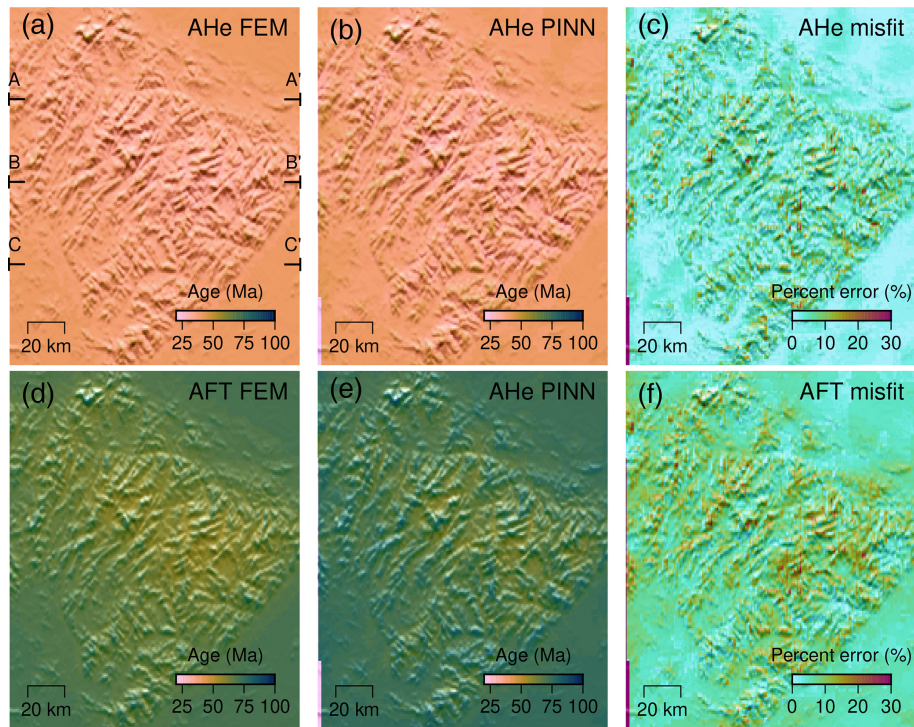 (a) AHe FEM
A A'
B B'
C C'
Age (Ma)
20 km
25 50 75 100
(b) AHe PINN
Age (Ma)
20 km
25 50 75 100
(c) AHe misfit
Percent error (%)
20 km
0 10 20 30
(d) AFT FEM
Age (Ma)
20 km
25 50 75 100
(e) AHe PINN
Age (Ma)
20 km
25 50 75 100
(f) AFT misfit
Percent error (%)
20 km
0 10 20 30